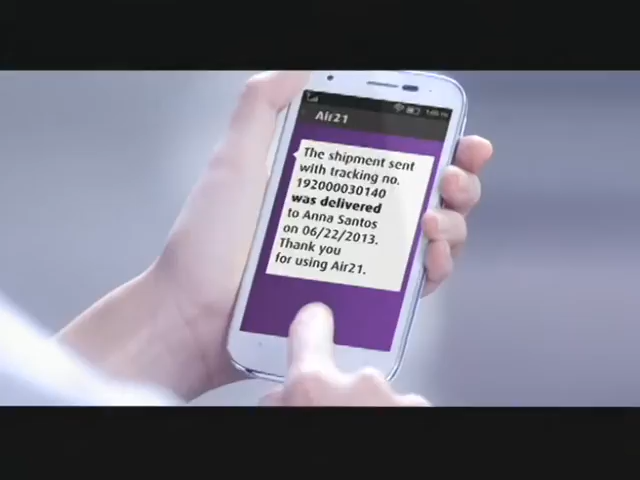 Air21
The shipment sent
with tracking no.
192000030140
was delivered
to Anna Santos
on 06/22/2013.
Thank you
for using Air21.